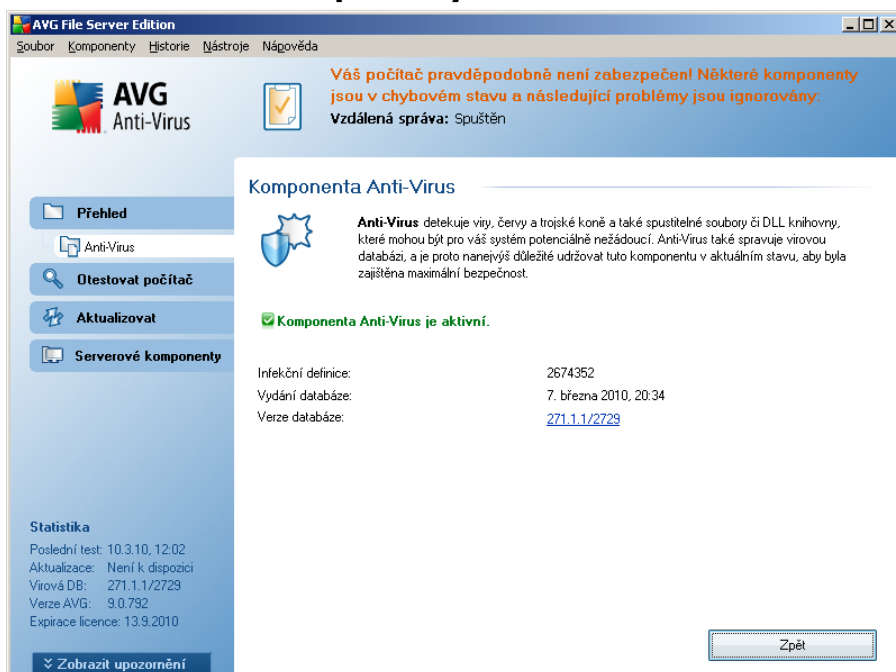 AVG File Server Edition
Soubor Komponenty Historie Nástroje Nápověda
AVG
Anti-Virus
Váš počítač pravděpodobně není zabezpečen! Některé komponenty
jsou v chybovém stavu a následující problémy jsou ignorovány:
Vzdálená správa: Spuštěn
Přehled
Anti-Virus
Otestovat počítač
Aktualizovat
Serverové komponenty
Komponenta Anti-Virus
Anti-Virus detekuje viry, červy a trojské koně a také spustitelné soubory či DLL knihovny,
které mohou být pro váš systém potenciálně nežádoucí. Anti-Virus také spravuje virovou
databázi, a je proto nanejvýš důležité udržovat tuto komponentu v aktuálním stavu, aby byla
zajištěna maximální bezpečnost.
Komponenta Anti-Virus je aktivní.
Infekční definice: 2674352
Vydání databáze: 7. března 2010, 20:34
Verze databáze: 271.1.1/2729
Statistika
Poslední test: 10.3.10, 12:02
Aktualizace: Není k dispozici
Virová DB: 271.1.1/2729
Verze AVG: 9.0.792
Expirace licence: 13.9.2010
Zobrazit upozornění
Zpět